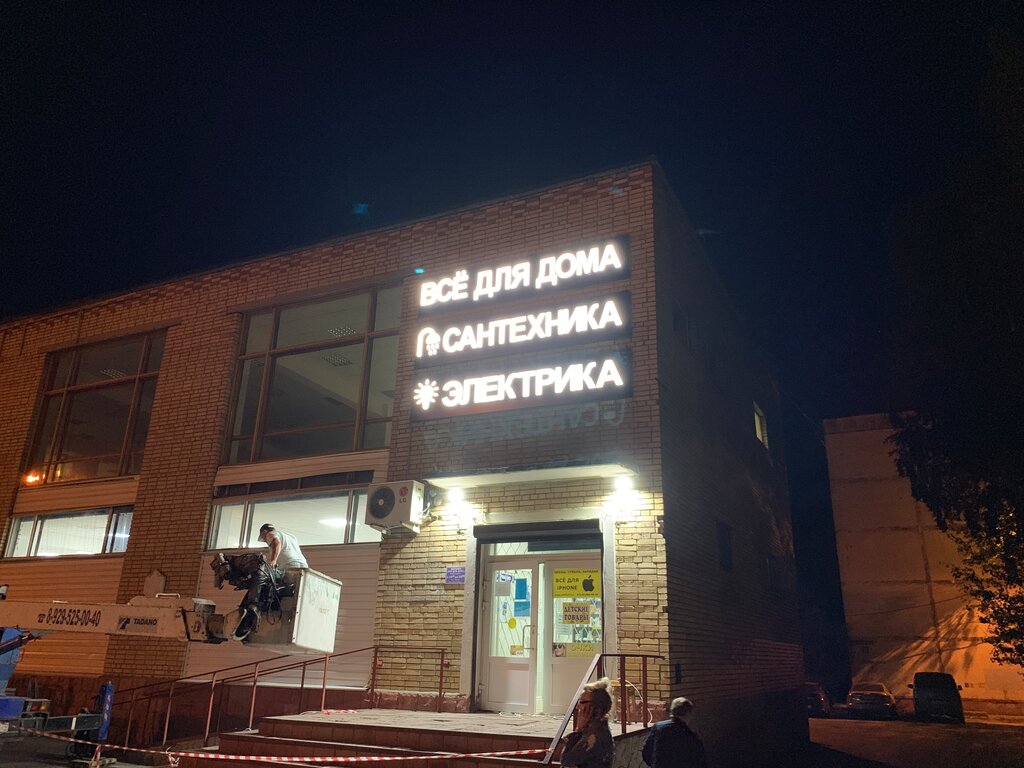 ВСЁ ДЛЯ ДОМА
САНТЕХНИКА
ЭЛЕКТРИКА
LG
ВСЁ ДЛЯ
IPHONE
ДЕТСКИЕ
ТОВАРЫ
8-929-525-00-40
TADANO